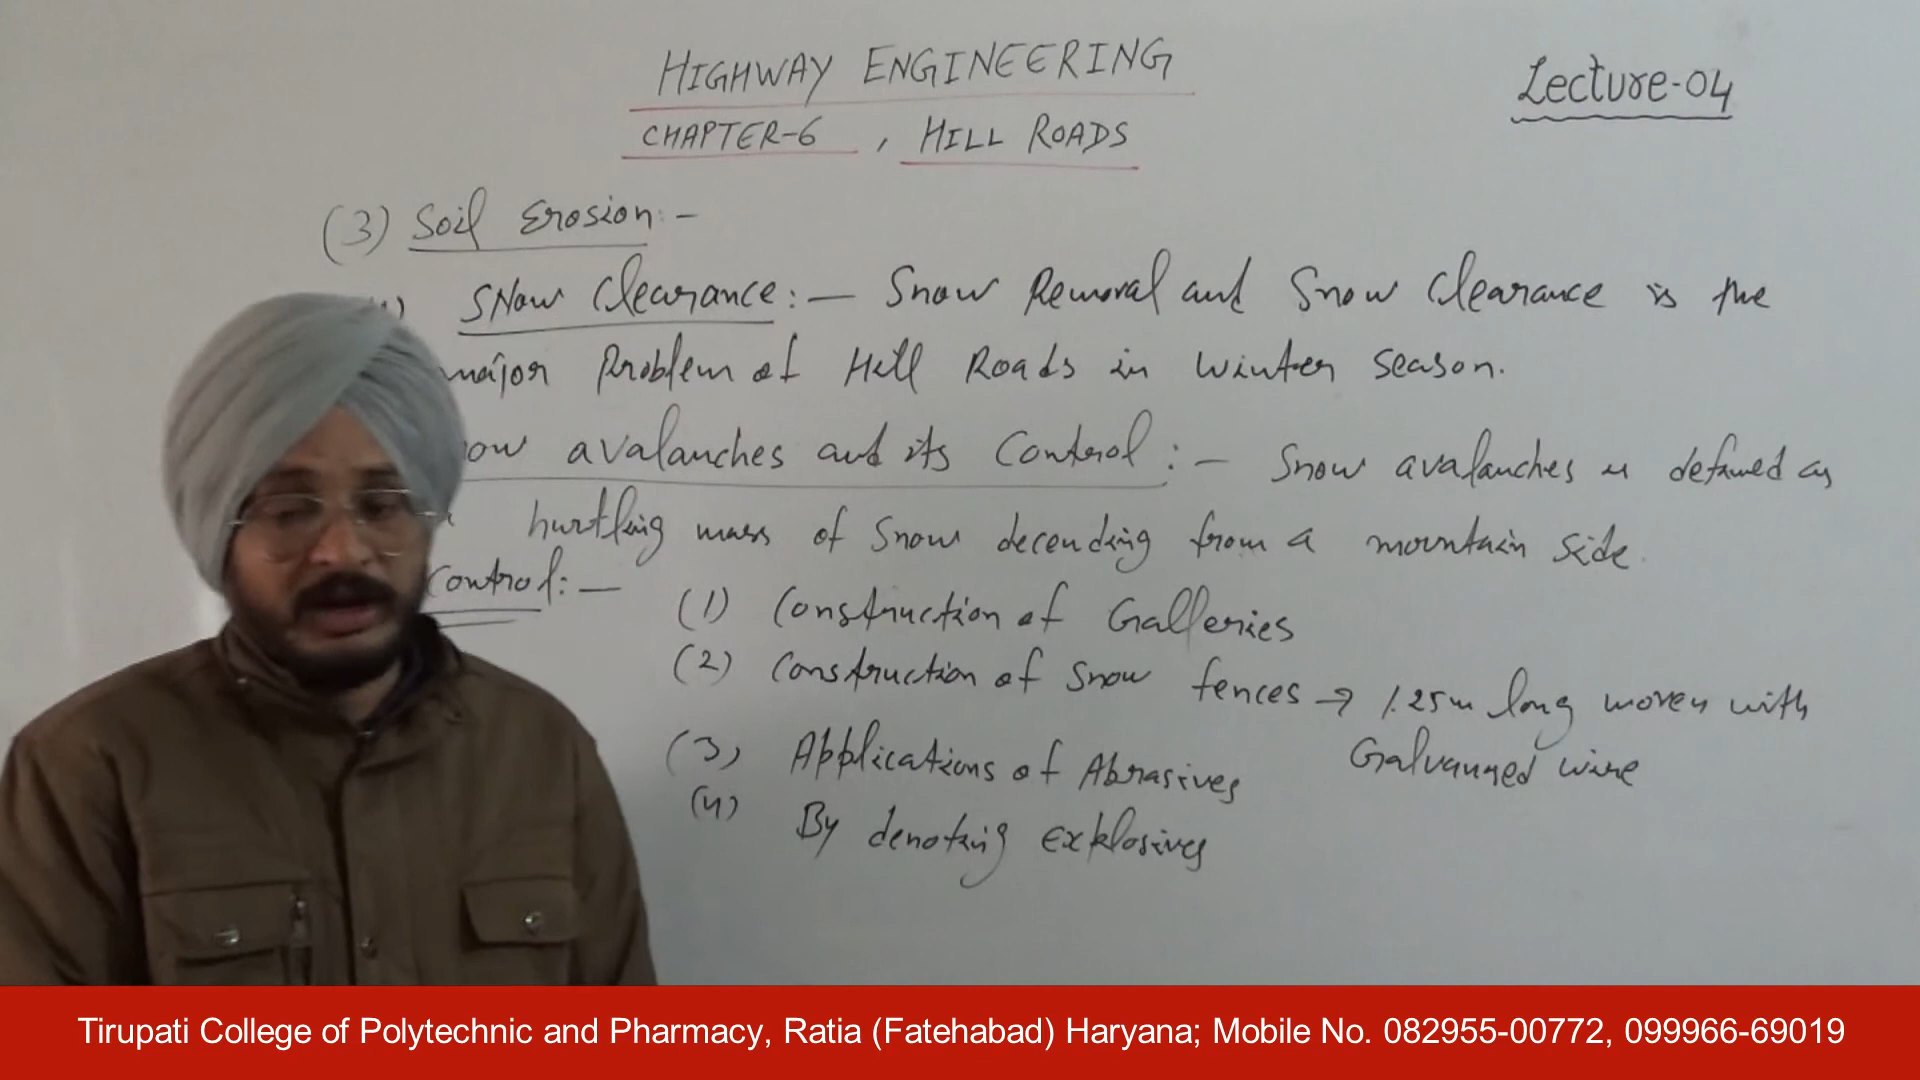 HIGHWAY ENGINEERING
Lecture-04
CHAPTER-6 , HILL ROADS
(3) Soil Erosion:-
SNow Clearance:- Snow Removal and Snow Clearance is the
major Problem of Hill Roads in winter season.
ow avalanches and its Control:- Snow avalanches is defined as
hurtling mass of Snow decending from a mountain side.
Control:-
(1) Construction of Galleries
(2) Construction of Snow fences → 1.25m long woven with
Galvanized wire
(3) Applications of Abrasives
(4) By denoting explosives
Tirupati College of Polytechnic and Pharmacy, Ratia (Fatehabad) Haryana; Mobile No. 082955-00772, 099966-69019